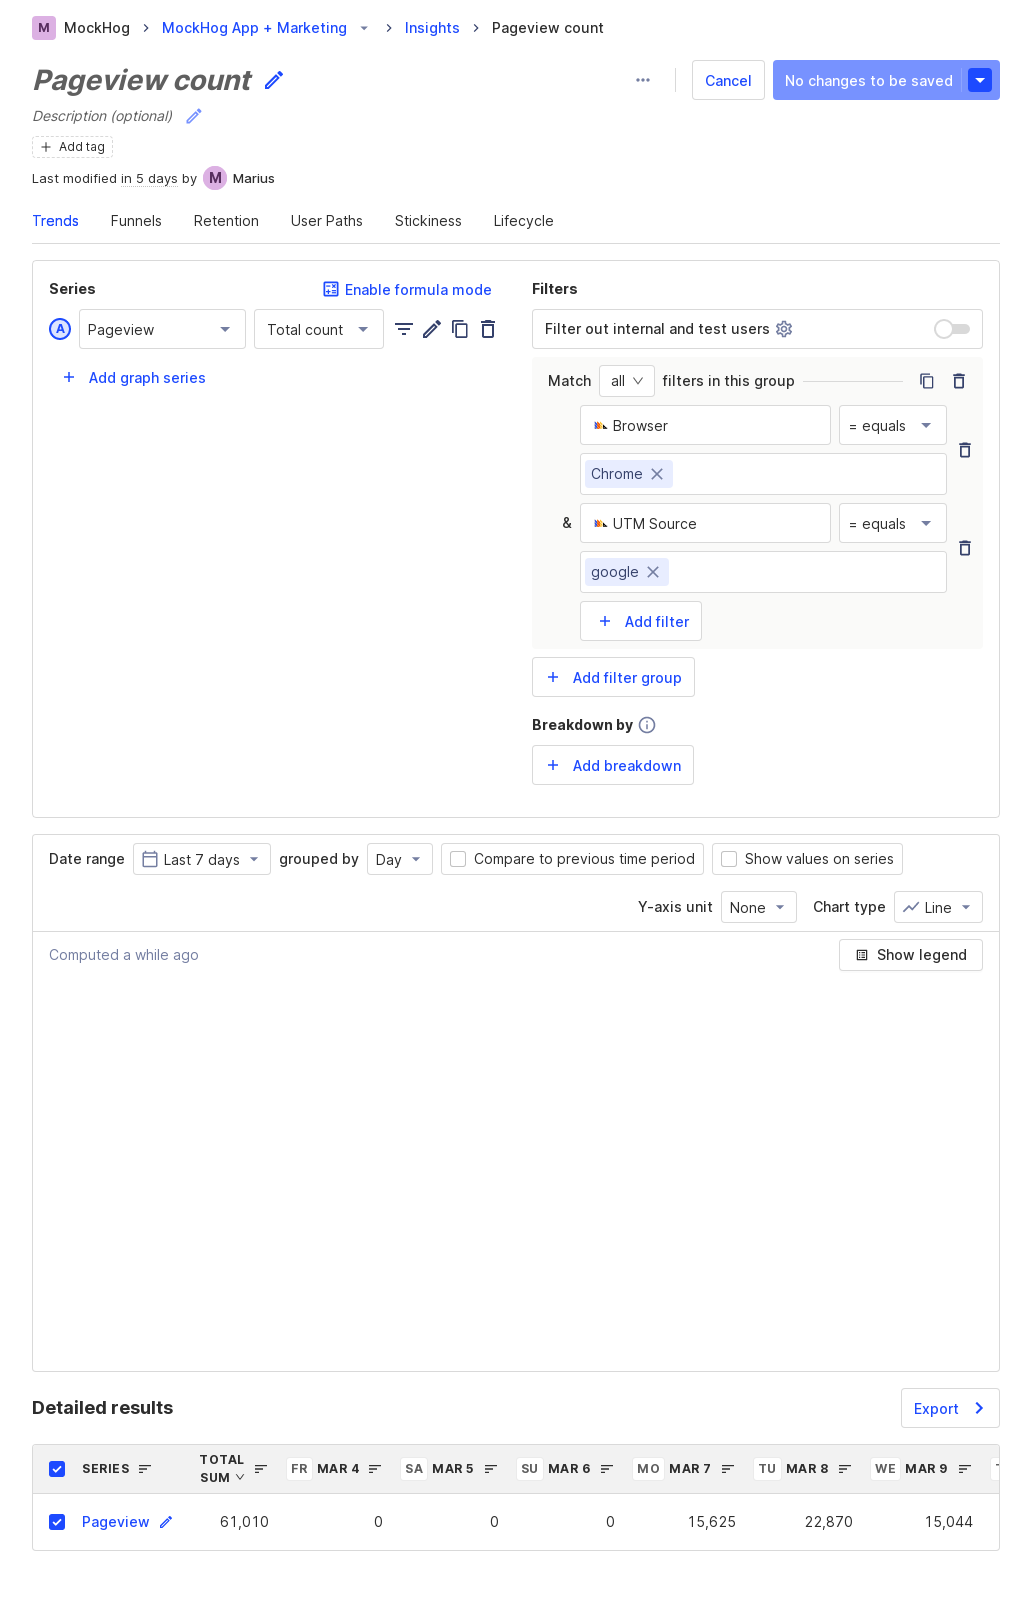 M MockHog MockHog App + Marketing Insights Pageview count
Pageview count
Cancel No changes to be saved
Description (optional)
Add tag
Last modified in 5 days by M Marius
Trends Funnels Retention User Paths Stickiness Lifecycle
Series Enable formula mode
A Pageview Total count
Add graph series
Filters
Filter out internal and test users
Match all filters in this group
Browser = equals
Chrome
& UTM Source = equals
google
Add filter
Add filter group
Breakdown by
Add breakdown
Date range Last 7 days grouped by Day Compare to previous time period Show values on series
Y-axis unit None Chart type Line
Computed a while ago Show legend
Detailed results Export
SERIES TOTAL SUM FR MAR 4 SA MAR 5 SU MAR 6 MO MAR 7 TU MAR 8 WE MAR 9
Pageview 61,010 0 0 0 15,625 22,870 15,044